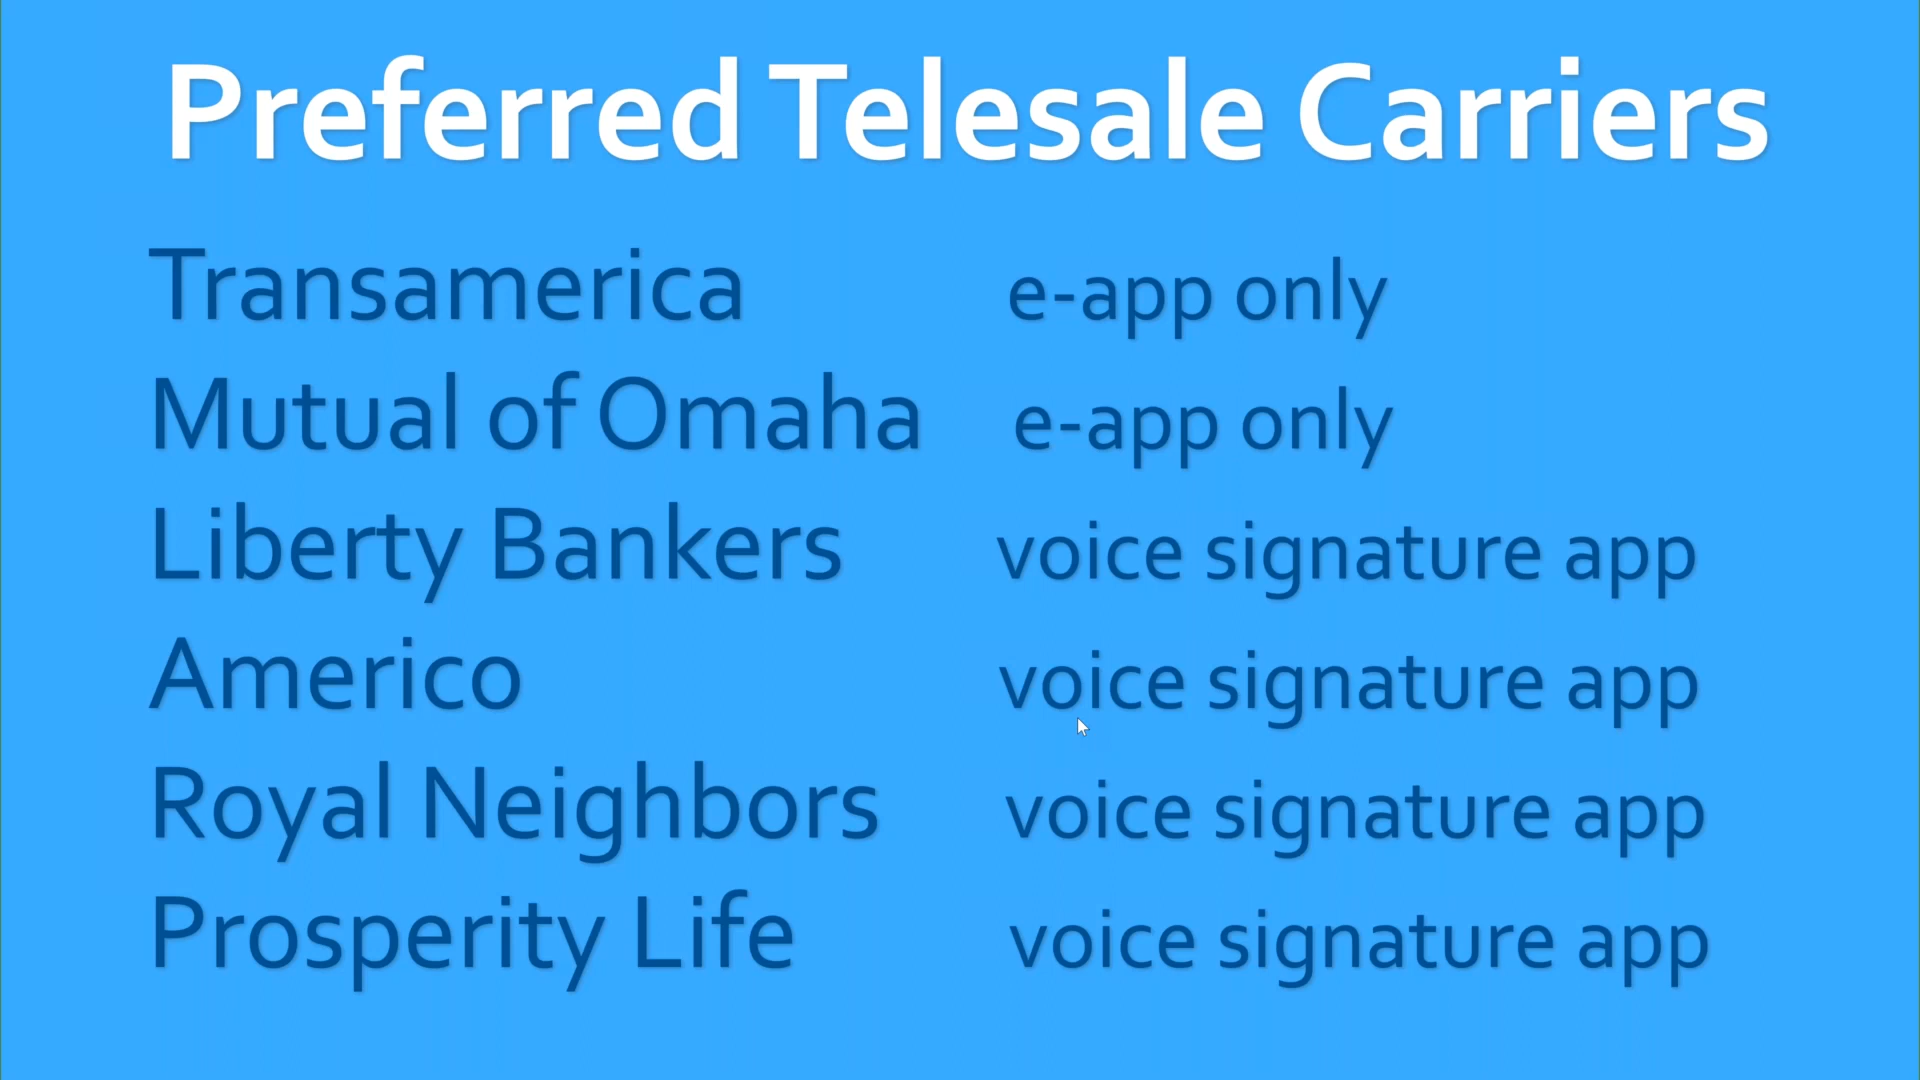 Preferred Telesale Carriers
Transamerica e-app only
Mutual of Omaha e-app only
Liberty Bankers voice signature app
Americo voice signature app
Royal Neighbors voice signature app
Prosperity Life voice signature app